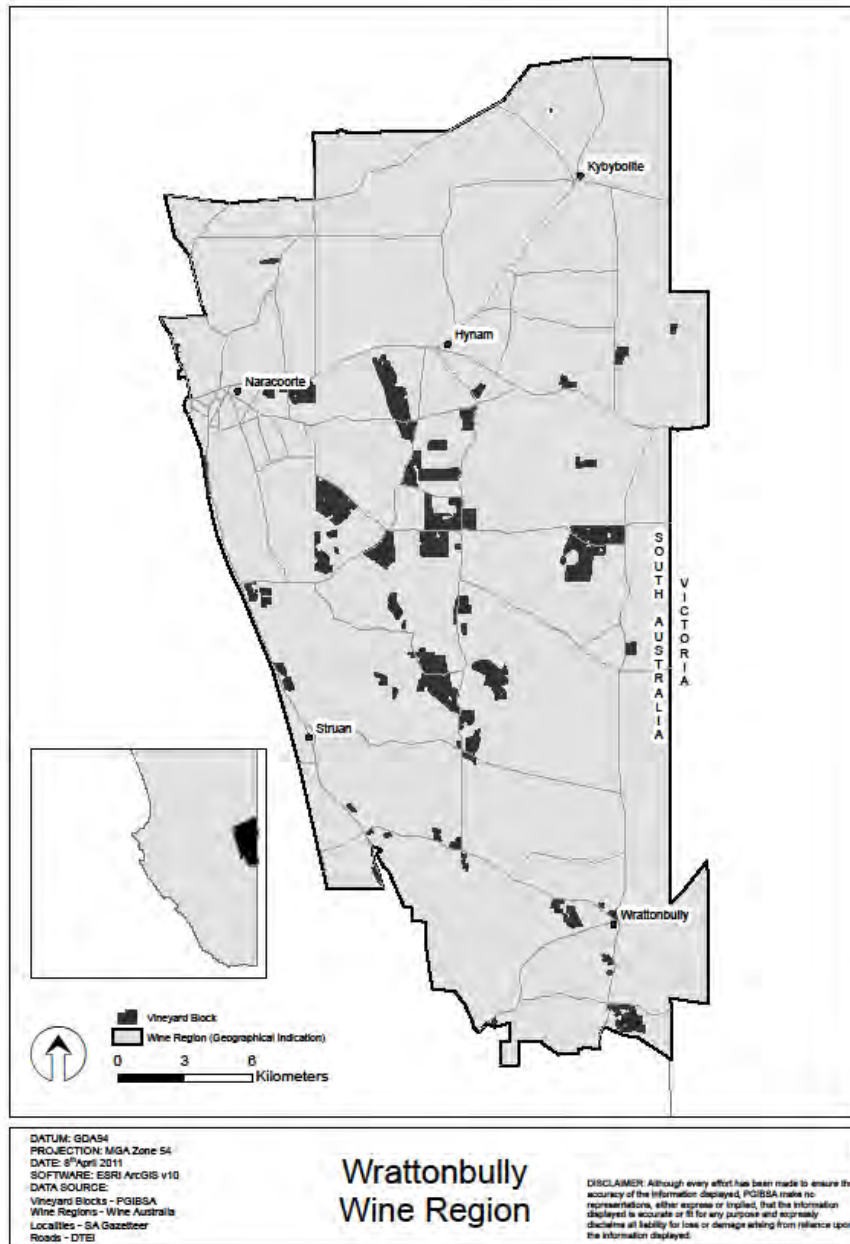 Kybybolite
Hynam
Naracoorte
SOUTH AUSTRALIA
VICTORIA
Struan
Wrattonbully
Vineyard Block
Wine Region (Geographical Indication)
0 3 6
Kilometers
DATUM: GDA94
PROJECTION: MGA Zone 54
DATE: 8th April 2011
SOFTWARE: ESRI ArcGIS v10
DATA SOURCE:
Vineyard Blocks - PGIBSA
Wine Regions - Wine Australia
Localities - SA Gazetteer
Roads - DTEI
Wrattonbully
Wine Region
DISCLAIMER: Although every effort has been made to ensure the
accuracy of the information displayed, PGIBSA make no
representations, either express or implied, that the information
displayed is accurate or fit for any purpose and expressly
disclaims all liability for loss or damage arising from reliance upon
the information displayed.